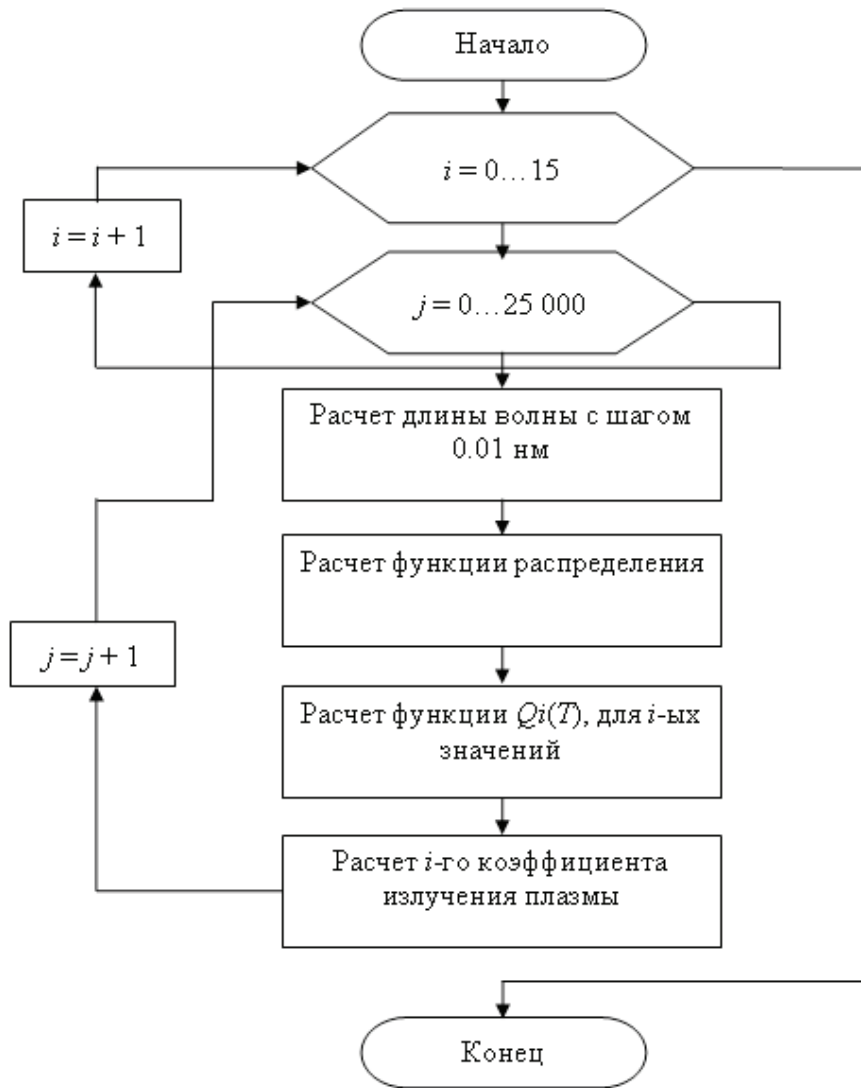 Начало
i = 0…15
i = i + 1
j = 0…25 000
Расчет длины волны с шагом
0.01 нм
Расчет функции распределения
j = j + 1
Расчет функции Qi(T), для i-ых
значений
Расчет i-го коэффициента
излучения плазмы
Конец